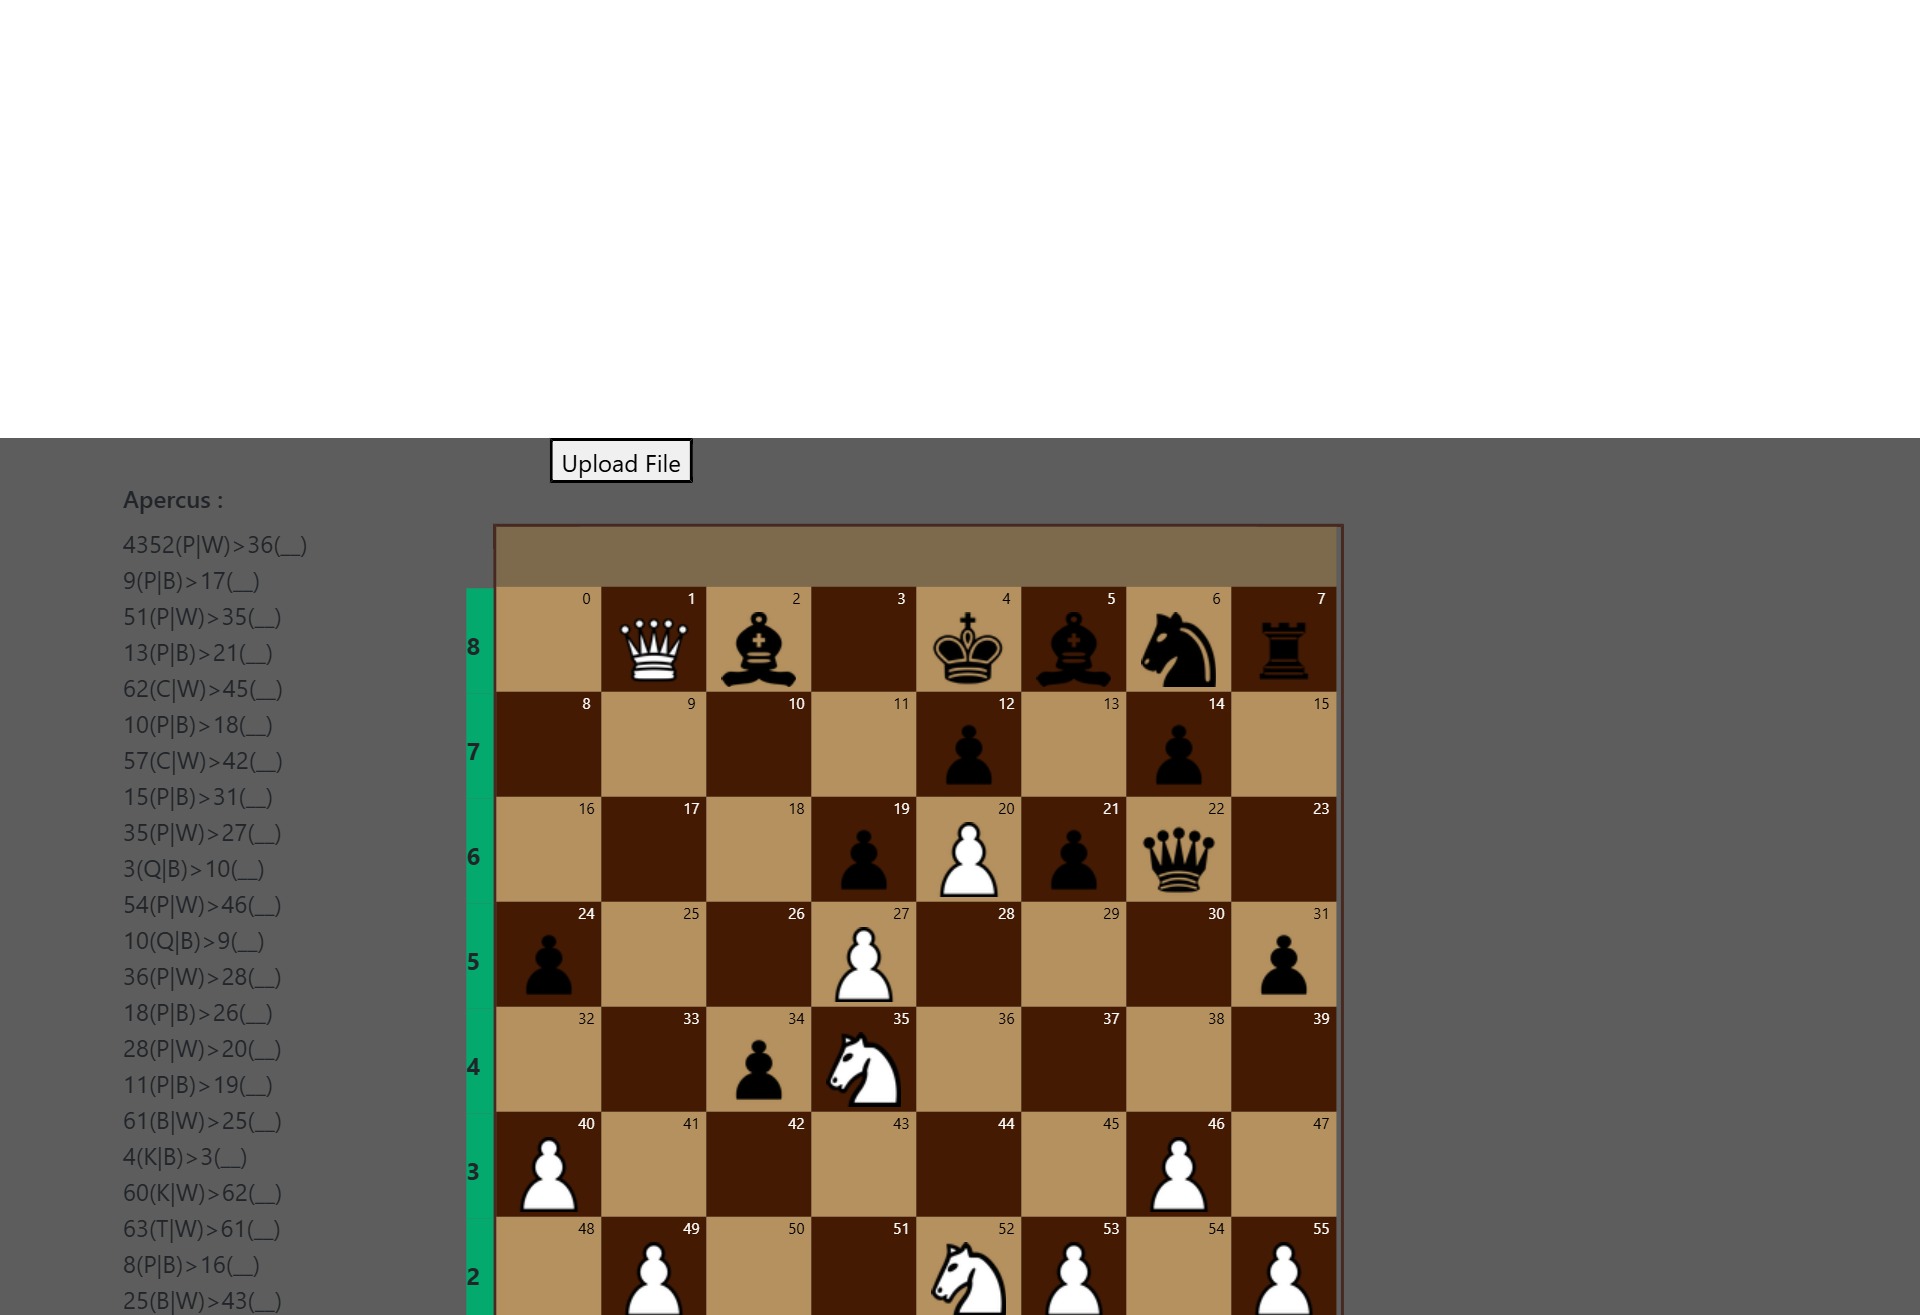 Upload File
Apercus :
4352(P|W)>36(__)
9(P|B)>17(__)
51(P|W)>35(__)
13(P|B)>21(__)
62(C|W)>45(__)
10(P|B)>18(__)
57(C|W)>42(__)
15(P|B)>31(__)
35(P|W)>27(__)
3(Q|B)>10(__)
54(P|W)>46(__)
10(Q|B)>9(__)
36(P|W)>28(__)
18(P|B)>26(__)
28(P|W)>20(__)
11(P|B)>19(__)
61(B|W)>25(__)
4(K|B)>3(__)
60(K|W)>62(__)
63(T|W)>61(__)
8(P|B)>16(__)
25(B|W)>43(__)
0 1 2 3 4 5 6 7
8
8 9 10 11 12 13 14 15
7
16 17 18 19 20 21 22 23
6
24 25 26 27 28 29 30 31
5
32 33 34 35 36 37 38 39
4
40 41 42 43 44 45 46 47
3
48 49 50 51 52 53 54 55
2